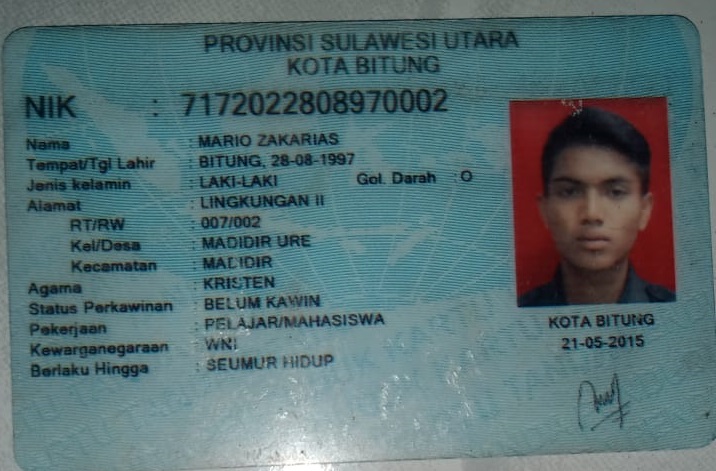 PROVINSI SULAWESI UTARA
KOTA BITUNG
NIK : 7172022808970002
Nama : MARIO ZAKARIAS
Tempat/Tgl Lahir : BITUNG, 28-08-1997
Jenis kelamin : LAKI-LAKI Gol. Darah : O
Alamat : LINGKUNGAN II
RT/RW : 007/002
Kel/Desa : MADIDIR URE
Kecamatan : MADIDIR
Agama : KRISTEN
Status Perkawinan : BELUM KAWIN
Pekerjaan : PELAJAR/MAHASISWA
Kewarganegaraan : WNI
Berlaku Hingga : SEUMUR HIDUP
KOTA BITUNG
21-05-2015